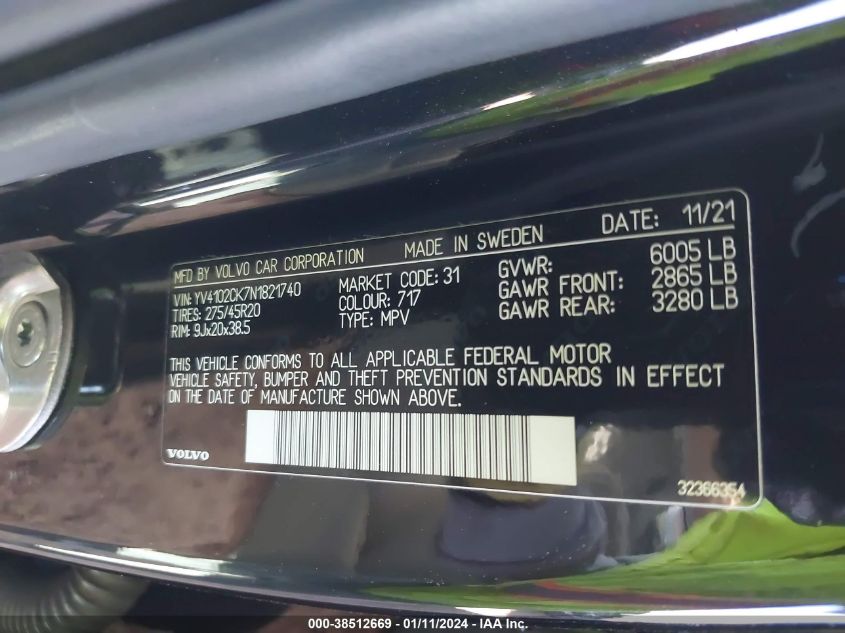 MFD BY VOLVO CAR CORPORATION MADE IN SWEDEN DATE: 11/21
VIN: YV4102CK7N1821740 MARKET CODE: 31 GVWR: 6005 LB
TIRES: 275/45R20 COLOUR: 717 GAWR FRONT: 2865 LB
RIM: 9Jx20x38.5 TYPE: MPV GAWR REAR: 3280 LB
THIS VEHICLE CONFORMS TO ALL APPLICABLE FEDERAL MOTOR
VEHICLE SAFETY, BUMPER AND THEFT PREVENTION STANDARDS IN EFFECT
ON THE DATE OF MANUFACTURE SHOWN ABOVE.
VOLVO
32366354
000-38512669 - 01/11/2024 - IAA Inc.